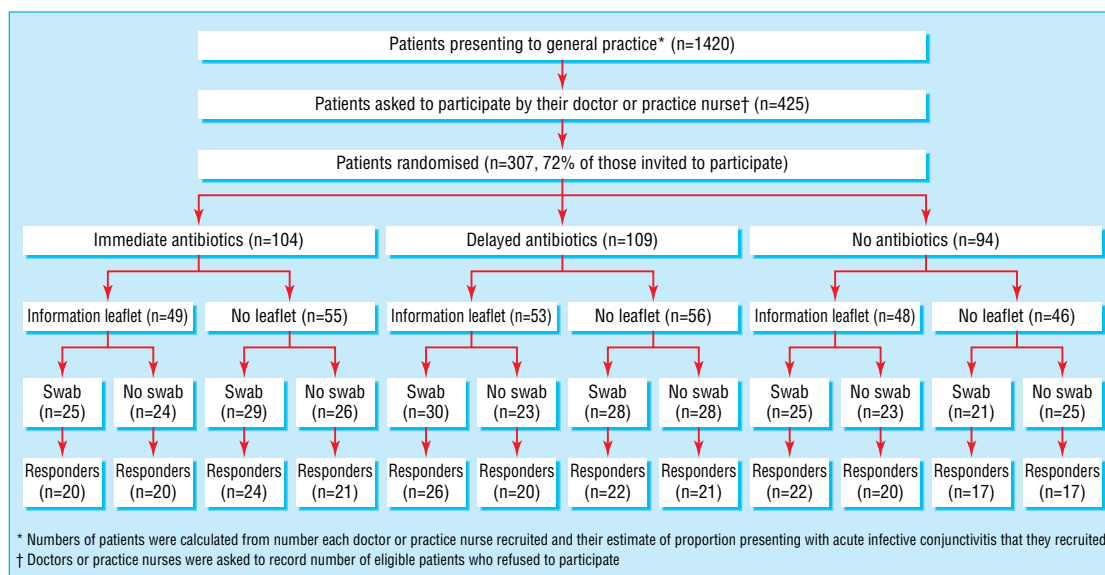 Patients presenting to general practice* (n=1420)
Patients asked to participate by their doctor or practice nurse† (n=425)
Patients randomised (n=307, 72% of those invited to participate)
Immediate antibiotics (n=104)
Delayed antibiotics (n=109)
No antibiotics (n=94)
Information leaflet (n=49)
No leaflet (n=55)
Information leaflet (n=53)
No leaflet (n=56)
Information leaflet (n=48)
No leaflet (n=46)
Swab
(n=25)
No swab
(n=24)
Swab
(n=29)
No swab
(n=26)
Swab
(n=30)
No swab
(n=23)
Swab
(n=28)
No swab
(n=28)
Swab
(n=25)
No swab
(n=23)
Swab
(n=21)
No swab
(n=25)
Responders
(n=20)
Responders
(n=20)
Responders
(n=24)
Responders
(n=21)
Responders
(n=26)
Responders
(n=20)
Responders
(n=22)
Responders
(n=21)
Responders
(n=22)
Responders
(n=20)
Responders
(n=17)
Responders
(n=17)
* Numbers of patients were calculated from number each doctor or practice nurse recruited and their estimate of proportion presenting with acute infective conjunctivitis that they recruited
† Doctors or practice nurses were asked to record number of eligible patients who refused to participate